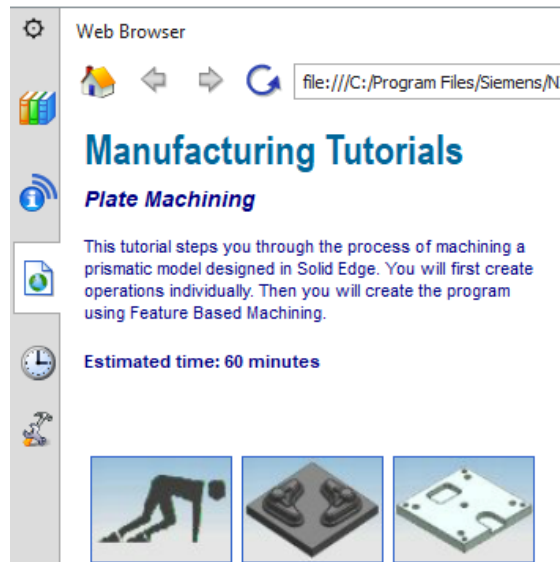 Web Browser
file:///C:/Program Files/Siemens/N
Manufacturing Tutorials
Plate Machining
This tutorial steps you through the process of machining a
prismatic model designed in Solid Edge. You will first create
operations individually. Then you will create the program
using Feature Based Machining.
Estimated time: 60 minutes